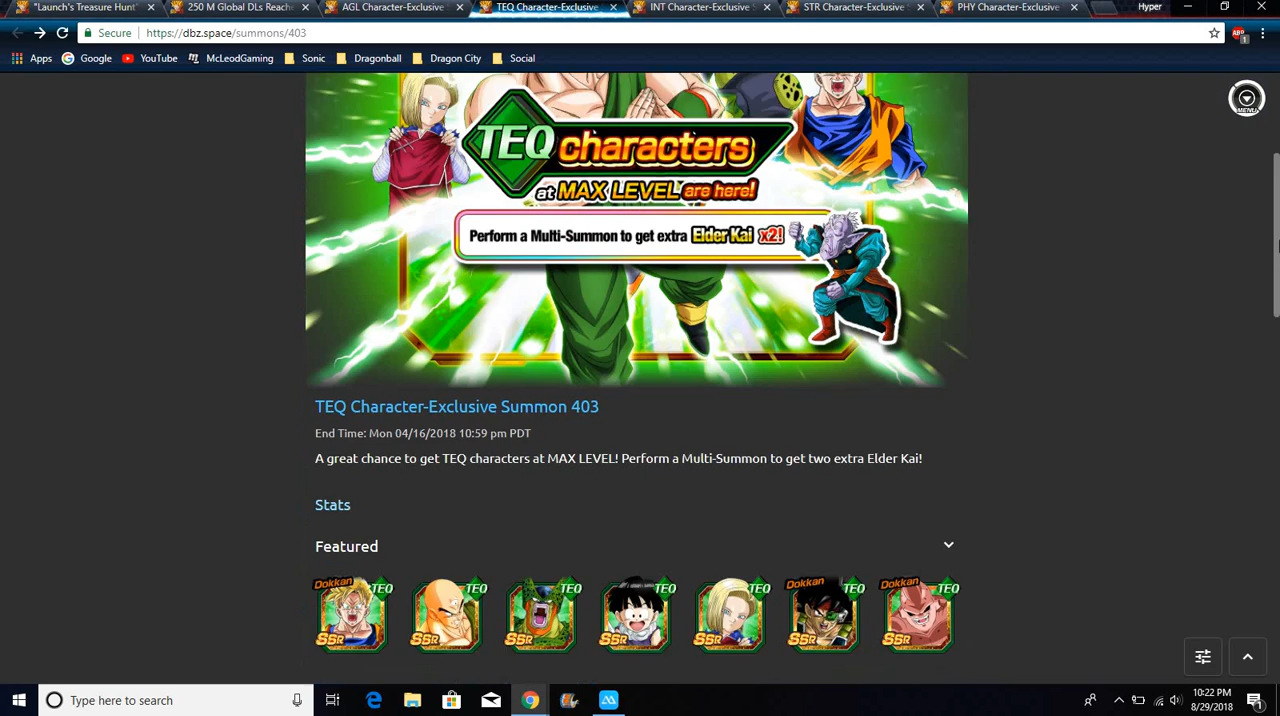 "Launch's Treasure Hunt"
250 M Global DLs Reache
AGL Character-Exclusive
TEQ Character-Exclusive
INT Character-Exclusive S
STR Character-Exclusive
PHY Character-Exclusive
Hyper
Secure
https://dbz.space/summons/403
ABP
1
Apps
Google
YouTube
McLeodGaming
Sonic
Dragonball
Dragon City
Social
MENU
TEQ characters
at MAX LEVEL are here!
Perform a Multi-Summon to get extra Elder Kai x2!
TEQ Character-Exclusive Summon 403
End Time: Mon 04/16/2018 10:59 pm PDT
A great chance to get TEQ characters at MAX LEVEL! Perform a Multi-Summon to get two extra Elder Kai!
Stats
Featured
Dokkan TEQ SSR
TEQ SSR
TEQ SSR
TEQ SSR
TEQ SSR
Dokkan TEQ SSR
Dokkan TEQ SSR
Type here to search
10:22 PM
8/29/2018
1